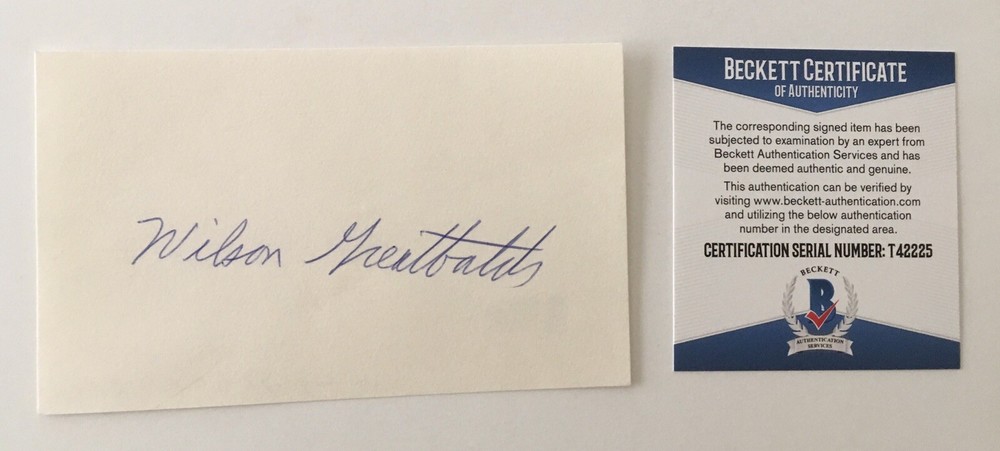 Wilson Greatbatch
BECKETT CERTIFICATE
OF AUTHENTICITY
The corresponding signed item has been
subjected to examination by an expert from
Beckett Authentication Services and has
been deemed authentic and genuine.
This authentication can be verified by
visiting www.beckett-authentication.com
and utilizing the below authentication
number in the designated area.
CERTIFICATION SERIAL NUMBER: T42225
BECKETT
B
AUTHENTICATION
SERVICES